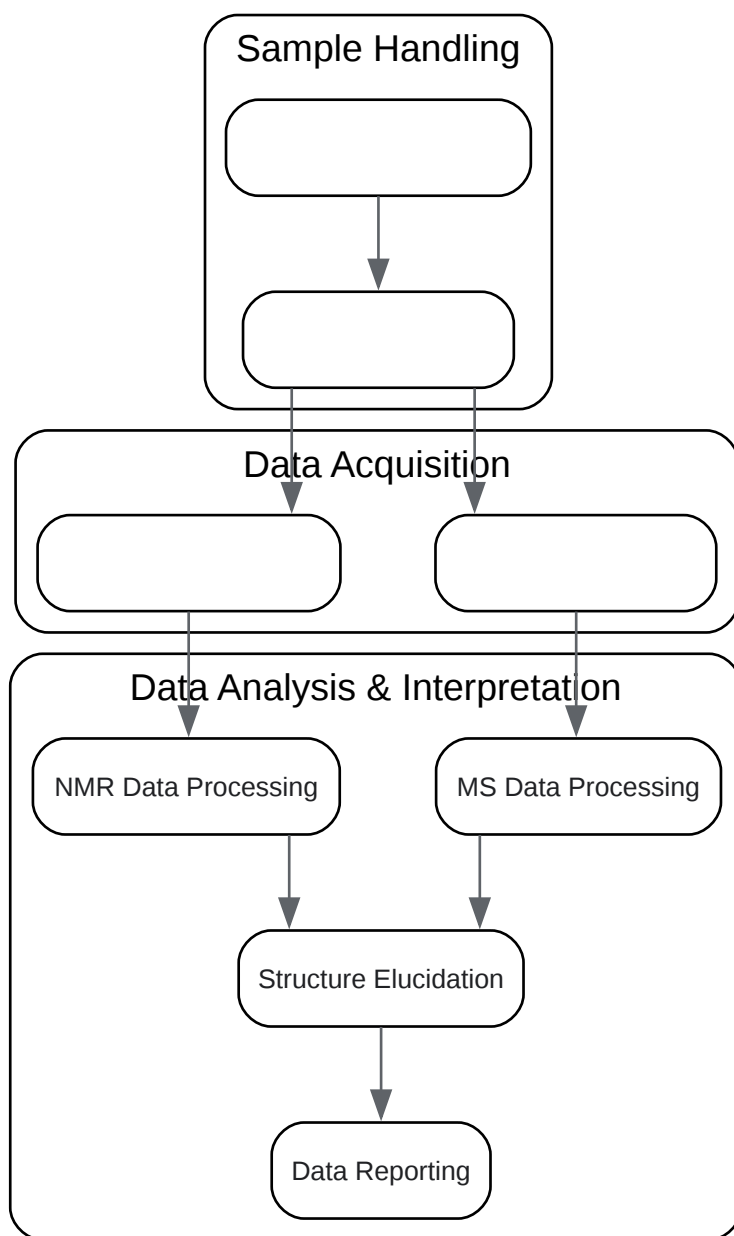 Sample Handling
Data Acquisition
Data Analysis & Interpretation
NMR Data Processing
MS Data Processing
Structure Elucidation
Data Reporting